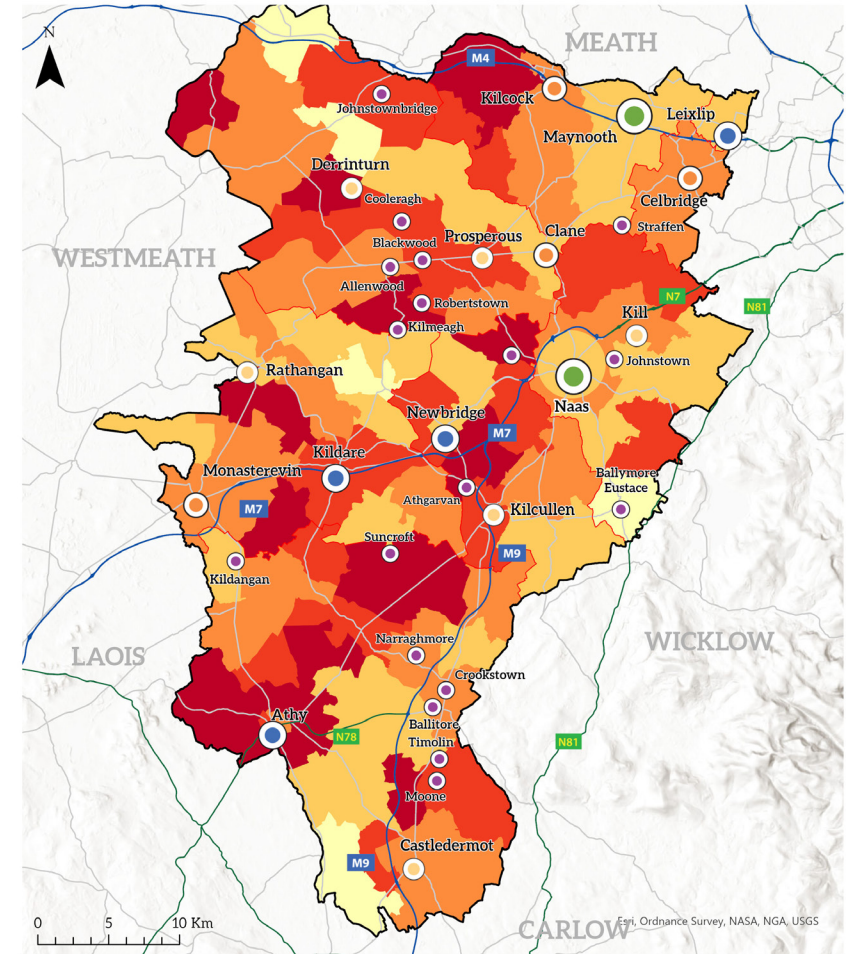 N
MEATH
M4
Kilcock
Johnstownbridge
Leixlip
Maynooth
Derrinturn
Cooleragh
Celbridge
Straffen
Clane
Prosperous
Blackwood
WESTMEATH
Allenwood
N7
N81
Robertstown
Kill
Kilmeagh
Johnstown
Rathangan
Naas
Newbridge
M7
Kildare
Monasterevin
Ballymore
Eustace
Athgarvan
M7
Kilcullen
Suncroft
M9
Kildangan
Narraghmore
WICKLOW
LAOIS
Crookstown
Athy
Ballitore
N78
Timolin
N81
Moone
Castledermot
M9
0 5 10 Km
Esri, Ordnance Survey, NASA, NGA, USGS
CARLOW